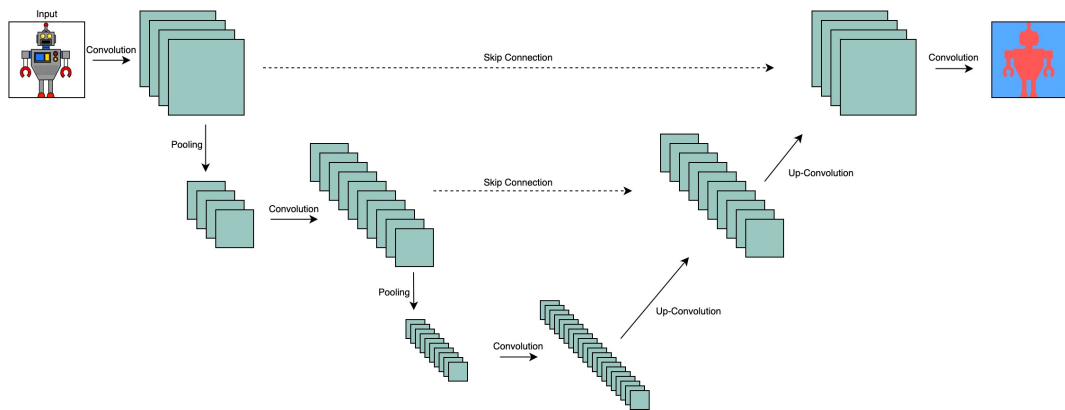 Input
Convolution
Skip Connection
Convolution
Pooling
Convolution
Skip Connection
Up-Convolution
Pooling
Convolution
Up-Convolution